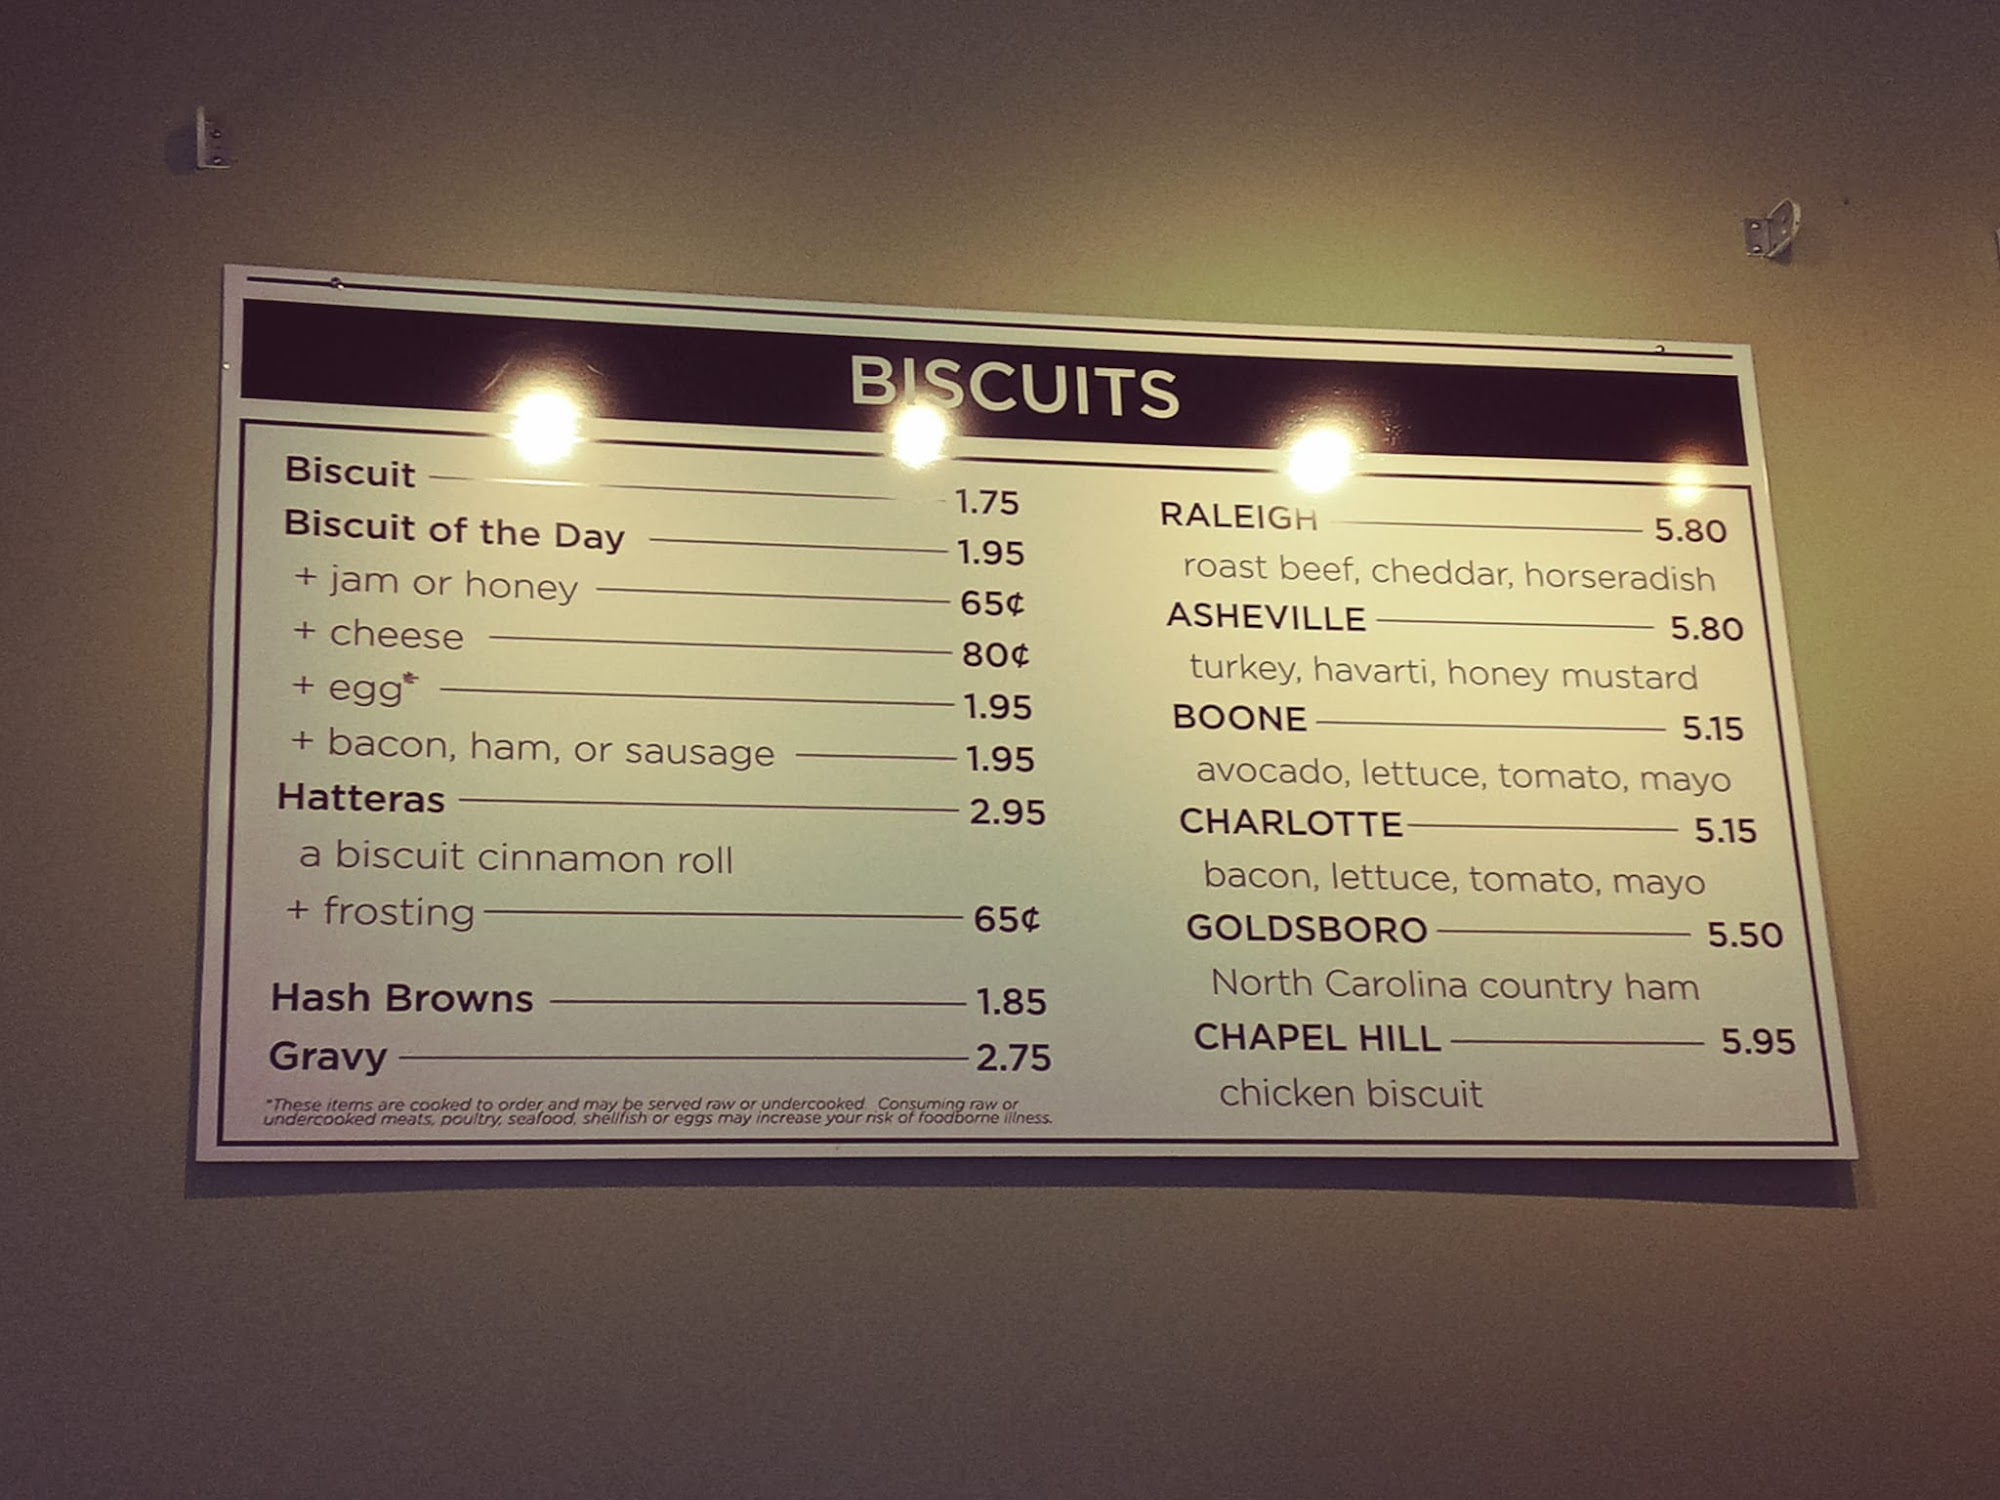 BISCUITS
Biscuit 1.75
Biscuit of the Day 1.95
+ jam or honey 65¢
+ cheese 80¢
+ egg* 1.95
+ bacon, ham, or sausage 1.95
Hatteras 2.95
a biscuit cinnamon roll
+ frosting 65¢
Hash Browns 1.85
Gravy 2.75
*These items are cooked to order and may be served raw or undercooked. Consuming raw or
undercooked meats, poultry, seafood, shellfish or eggs may increase your risk of foodborne illness.
RALEIGH 5.80
roast beef, cheddar, horseradish
ASHEVILLE 5.80
turkey, havarti, honey mustard
BOONE 5.15
avocado, lettuce, tomato, mayo
CHARLOTTE 5.15
bacon, lettuce, tomato, mayo
GOLDSBORO 5.50
North Carolina country ham
CHAPEL HILL 5.95
chicken biscuit